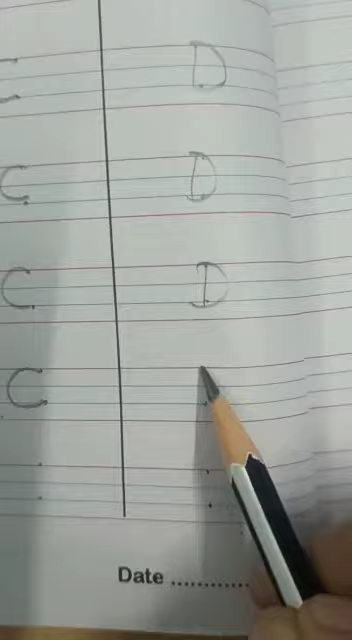 D
C D
C D
C
Date ............